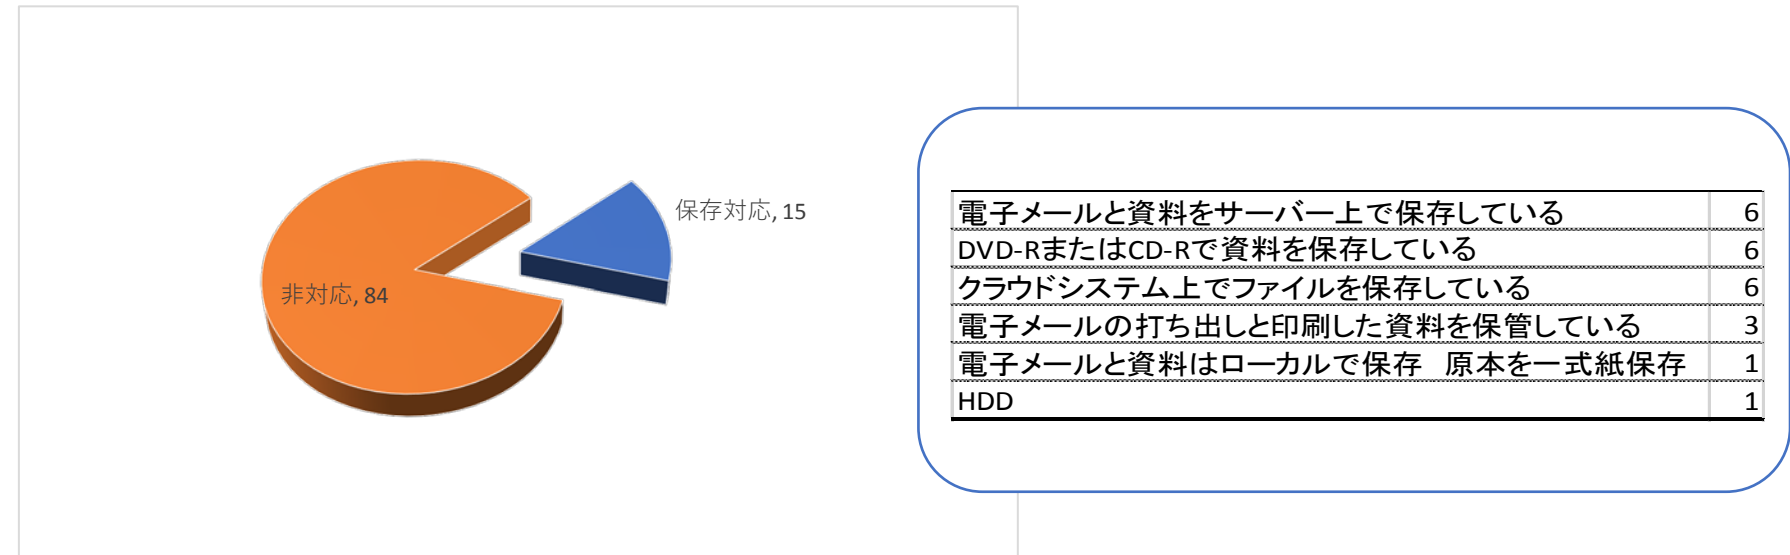 保存対応, 15
非対応, 84
電子メールと資料をサーバー上で保存している 6
DVD-RまたはCD-Rで資料を保存している 6
クラウドシステム上でファイルを保存している 6
電子メールの打ち出しと印刷した資料を保管している 3
電子メールと資料はローカルで保存　原本を一式紙保存 1
HDD 1